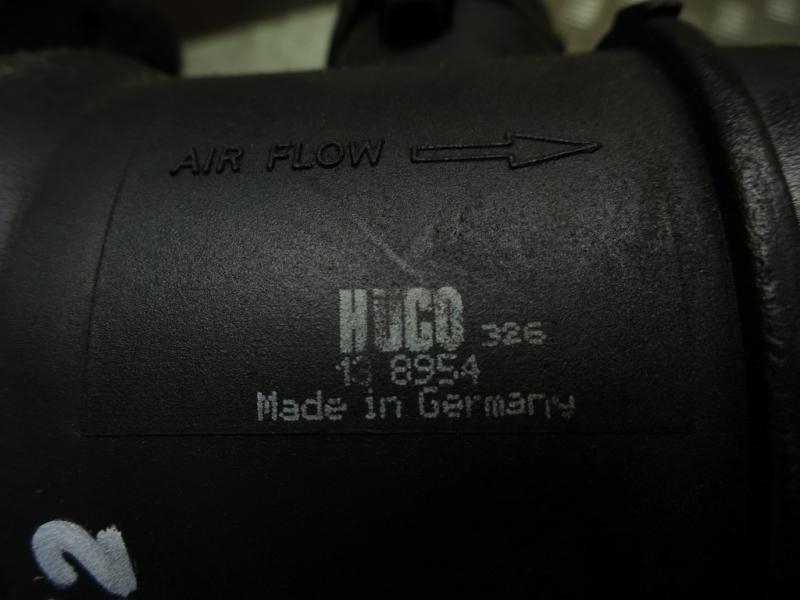 AIR FLOW
HUCO 326
13 8954
Made in Germany
2